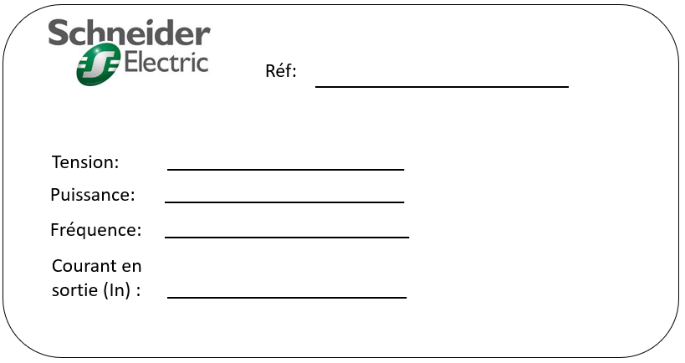 Schneider
Electric
Réf:
Tension:
Puissance:
Fréquence:
Courant en
sortie (In) :